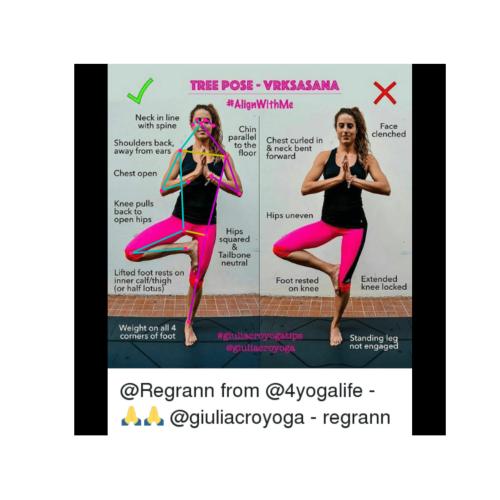 TREE POSE - VRKSASANA
#AlignWithMe
Neck in line
with spine
Shoulders back,
away from ears
Chest open
Knee pulls
back to
open hips
Lifted foot rests on
inner calf/thigh
(or half lotus)
Weight on all 4
corners of foot
Chin
parallel
to the
floor
Hips
squared
&
Tailbone
neutral
#giuliacroyogatips
@giuliacroyoga
Face
clenched
Chest curled in
& neck bent
forward
Hips uneven
Foot rested
on knee
Extended
knee locked
Standing leg
not engaged
@Regrann from @4yogalife -
🙏🙏 @giuliacroyoga - regrann